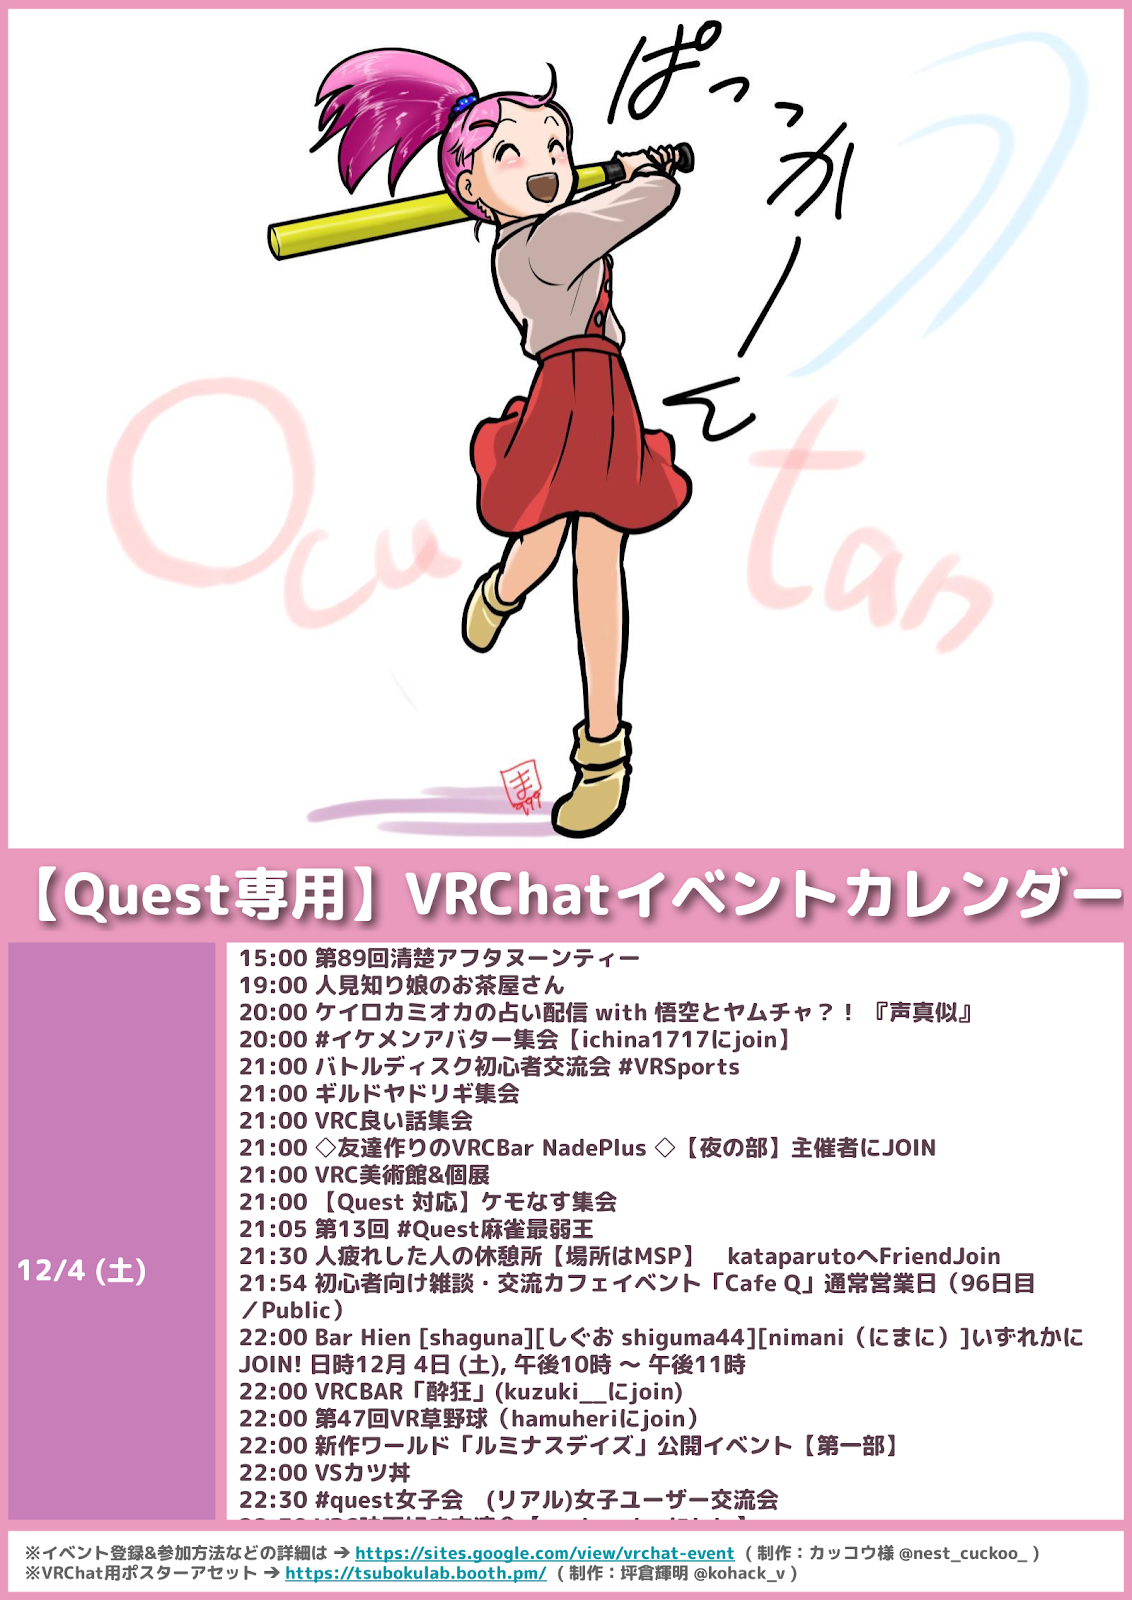 ぱっかーん
Ocutan
ま
999
【Quest専用】VRChatイベントカレンダー
12/4 (土)
15:00 第89回清楚アフタヌーンティー
19:00 人見知り娘のお茶屋さん
20:00 ケイロカミオカの占い配信 with 悟空とヤムチャ？！『声真似』
20:00 #イケメンアバター集会【ichina1717にjoin】
21:00 バトルディスク初心者交流会 #VRSports
21:00 ギルドヤドリギ集会
21:00 VRC良い話集会
21:00 ◇友達作りのVRCBar NadePlus ◇【夜の部】主催者にJOIN
21:00 VRC美術館&個展
21:00 【Quest 対応】ケモなす集会
21:05 第13回 #Quest麻雀最弱王
21:30 人疲れした人の休憩所【場所はMSP】　kataparutoへFriendJoin
21:54 初心者向け雑談・交流カフェイベント「Cafe Q」通常営業日（96日目
／Public）
22:00 Bar Hien [shaguna][しぐお shiguma44][nimani（にまに）]いずれかに
JOIN! 日時12月 4日 (土), 午後10時 〜 午後11時
22:00 VRCBAR「酔狂」(kuzuki__にjoin)
22:00 第47回VR草野球（hamuheriにjoin）
22:00 新作ワールド「ルミナスデイズ」公開イベント【第一部】
22:00 VSカツ丼
22:30 #quest女子会　(リアル)女子ユーザー交流会
※イベント登録&参加方法などの詳細は ➔ https://sites.google.com/view/vrchat-event ( 制作：カッコウ様 @nest_cuckoo_ )
※VRChat用ポスターアセット ➔ https://tsubokulab.booth.pm/ ( 制作：坪倉輝明 @kohack_v )